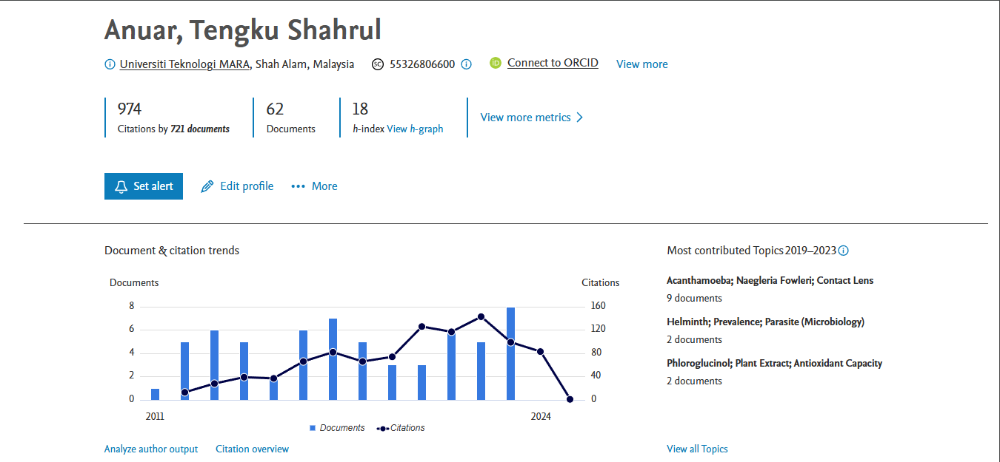 Anuar, Tengku Shahrul
Universiti Teknologi MARA, Shah Alam, Malaysia SC 55326806600 iD Connect to ORCID View more
974 62 18
Citations by 721 documents Documents h-index View h-graph View more metrics
Set alert Edit profile More
Document & citation trends
Documents Citations
8 160
6 120
4 80
2 40
0 0
2011 2024
Documents Citations
Analyze author output Citation overview
Most contributed Topics 2019–2023
Acanthamoeba; Naegleria Fowleri; Contact Lens
9 documents
Helminth; Prevalence; Parasite (Microbiology)
2 documents
Phloroglucinol; Plant Extract; Antioxidant Capacity
2 documents
View all Topics